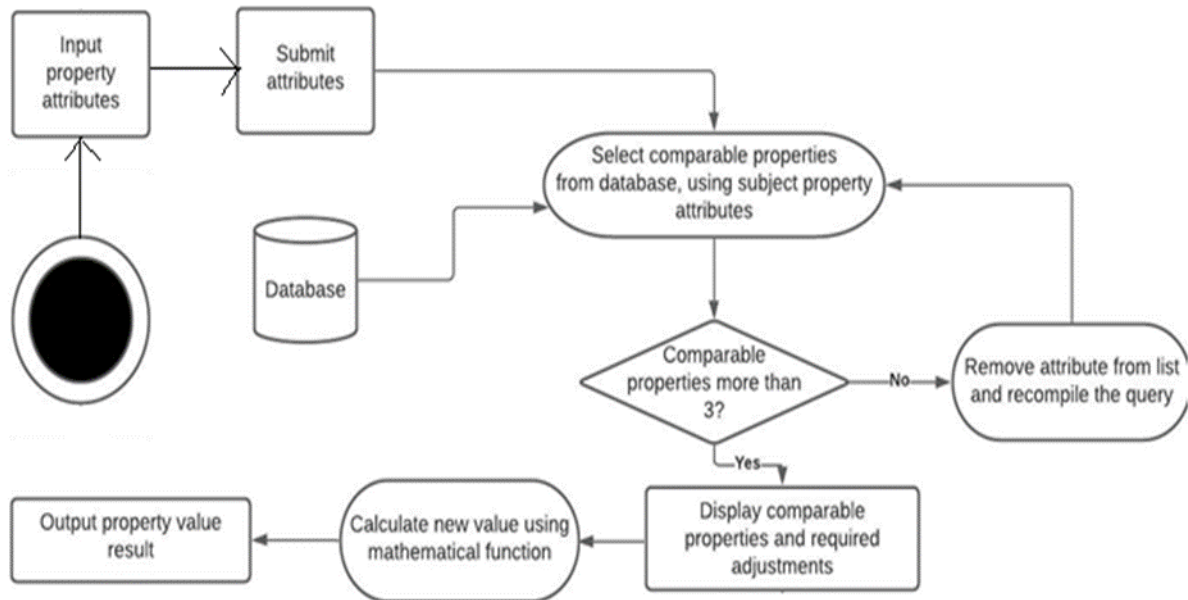 Input
property
attributes
Submit
attributes
Select comparable properties
from database, using subject property
attributes
Database
Comparable
properties more than
3?
No
Remove attribute from list
and recompile the query
Yes
Display comparable
properties and required
adjustments
Calculate new value using
mathematical function
Output property value
result